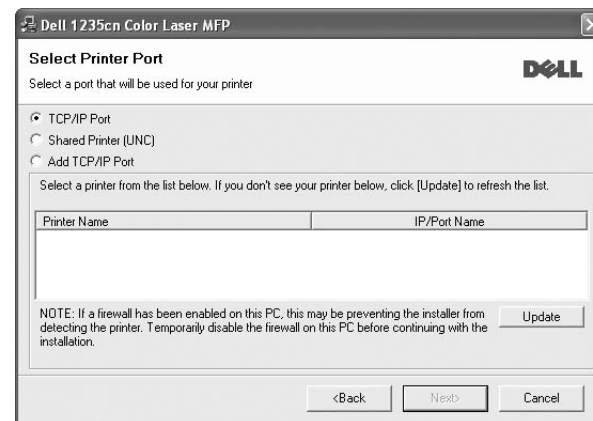 Dell 1235cn Color Laser MFP
Select Printer Port
Select a port that will be used for your printer
DELL
TCP/IP Port
Shared Printer (UNC)
Add TCP/IP Port
Select a printer from the list below. If you don't see your printer below, click [Update] to refresh the list.
Printer Name IP/Port Name
NOTE: If a firewall has been enabled on this PC, this may be preventing the installer from
detecting the printer. Temporarily disable the firewall on this PC before continuing with the
installation.
Update
<Back Next> Cancel